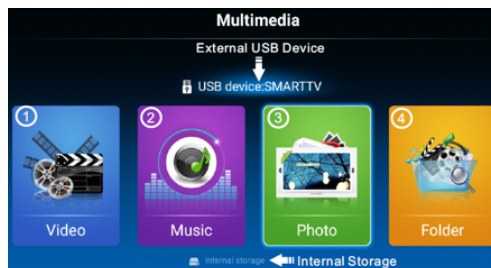 Multimedia
External USB Device
USB device:SMARTTV
1 2 3 4
Video Music Photo Folder
Internal storage Internal Storage